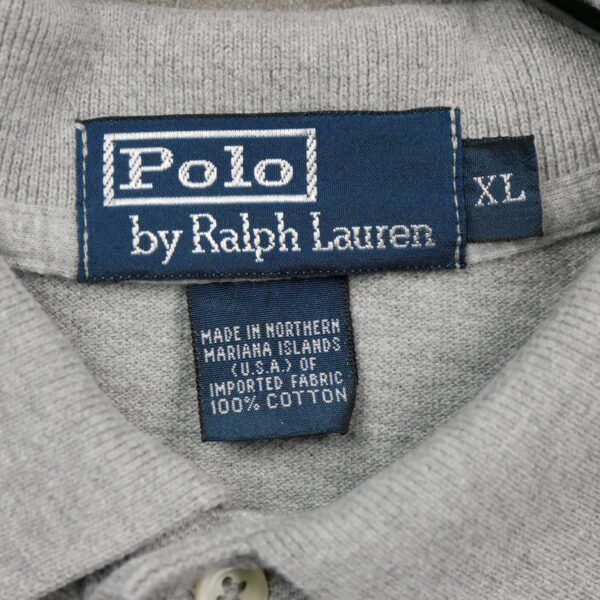 Polo
by Ralph Lauren
XL
MADE IN NORTHERN
MARIANA ISLANDS
(U.S.A.) OF
IMPORTED FABRIC
100% COTTON